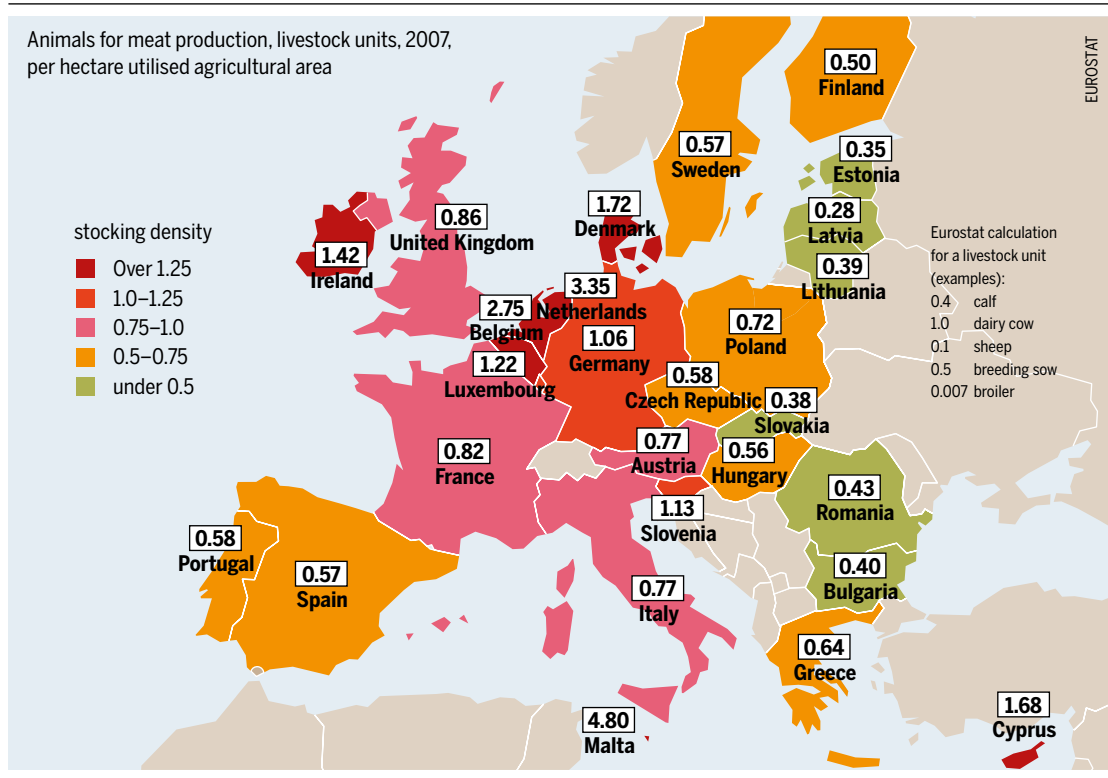 Animals for meat production, livestock units, 2007,
per hectare utilised agricultural area
EUROSTAT
0.50
Finland
0.57
Sweden
0.35
Estonia
0.28
Latvia
0.39
Lithuania
1.72
Denmark
0.86
United Kingdom
1.42
Ireland
stocking density
Over 1.25
1.0–1.25
0.75–1.0
0.5–0.75
under 0.5
Eurostat calculation
for a livestock unit
(examples):
0.4 calf
1.0 dairy cow
0.1 sheep
0.5 breeding sow
0.007 broiler
3.35
Netherlands
2.75
Belgium
1.22
Luxembourg
1.06
Germany
0.72
Poland
0.58
Czech Republic
0.38
Slovakia
0.77
Austria
0.56
Hungary
0.82
France
1.13
Slovenia
0.43
Romania
0.40
Bulgaria
0.58
Portugal
0.57
Spain
0.77
Italy
0.64
Greece
4.80
Malta
1.68
Cyprus